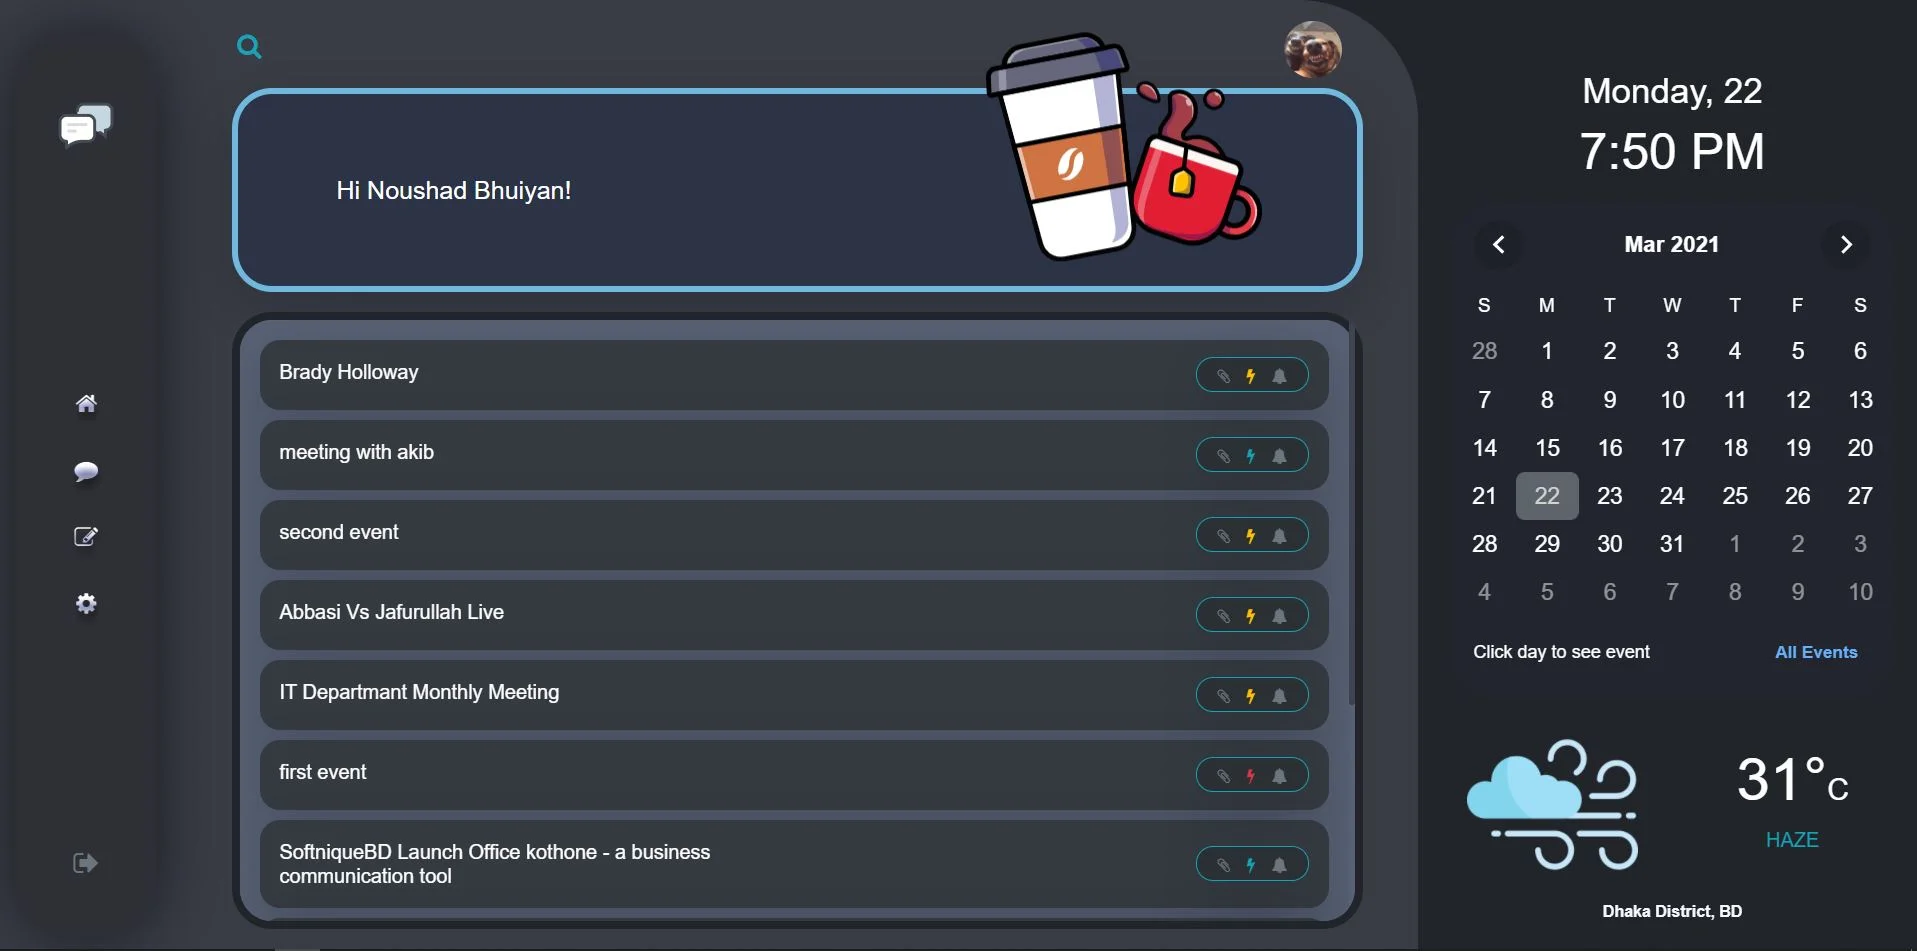 Hi Noushad Bhuiyan!
Brady Holloway
meeting with akib
second event
Abbasi Vs Jafurullah Live
IT Departmant Monthly Meeting
first event
SoftniqueBD Launch Office kothone - a business
communication tool
Monday, 22
7:50 PM
Mar 2021
S M T W T F S
28 1 2 3 4 5 6
7 8 9 10 11 12 13
14 15 16 17 18 19 20
21 22 23 24 25 26 27
28 29 30 31 1 2 3
4 5 6 7 8 9 10
Click day to see event All Events
31°C
HAZE
Dhaka District, BD